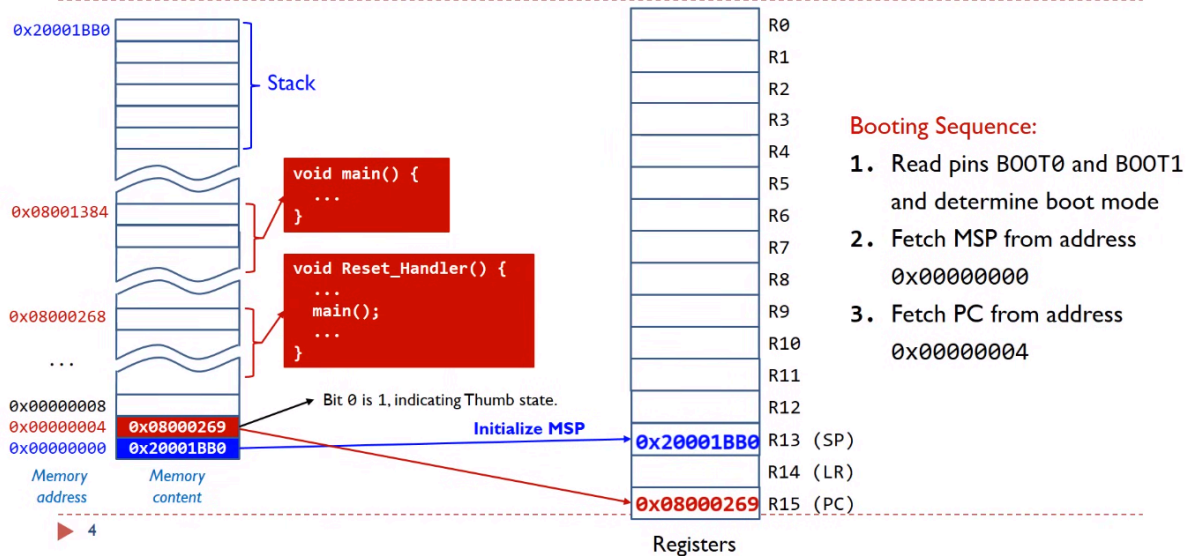 0x20001BB0
Stack
void main() {
...
}
0x08001384
void Reset_Handler() {
...
main();
...
}
0x08000268
...
0x00000008
Bit 0 is 1, indicating Thumb state.
0x00000004 0x08000269
0x00000000 0x20001BB0
Initialize MSP
Memory address
Memory content
4
R0
R1
R2
R3
R4
R5
R6
R7
R8
R9
R10
R11
R12
0x20001BB0 R13 (SP)
R14 (LR)
0x08000269 R15 (PC)
Registers
Booting Sequence:
1. Read pins BOOT0 and BOOT1
and determine boot mode
2. Fetch MSP from address
0x00000000
3. Fetch PC from address
0x00000004